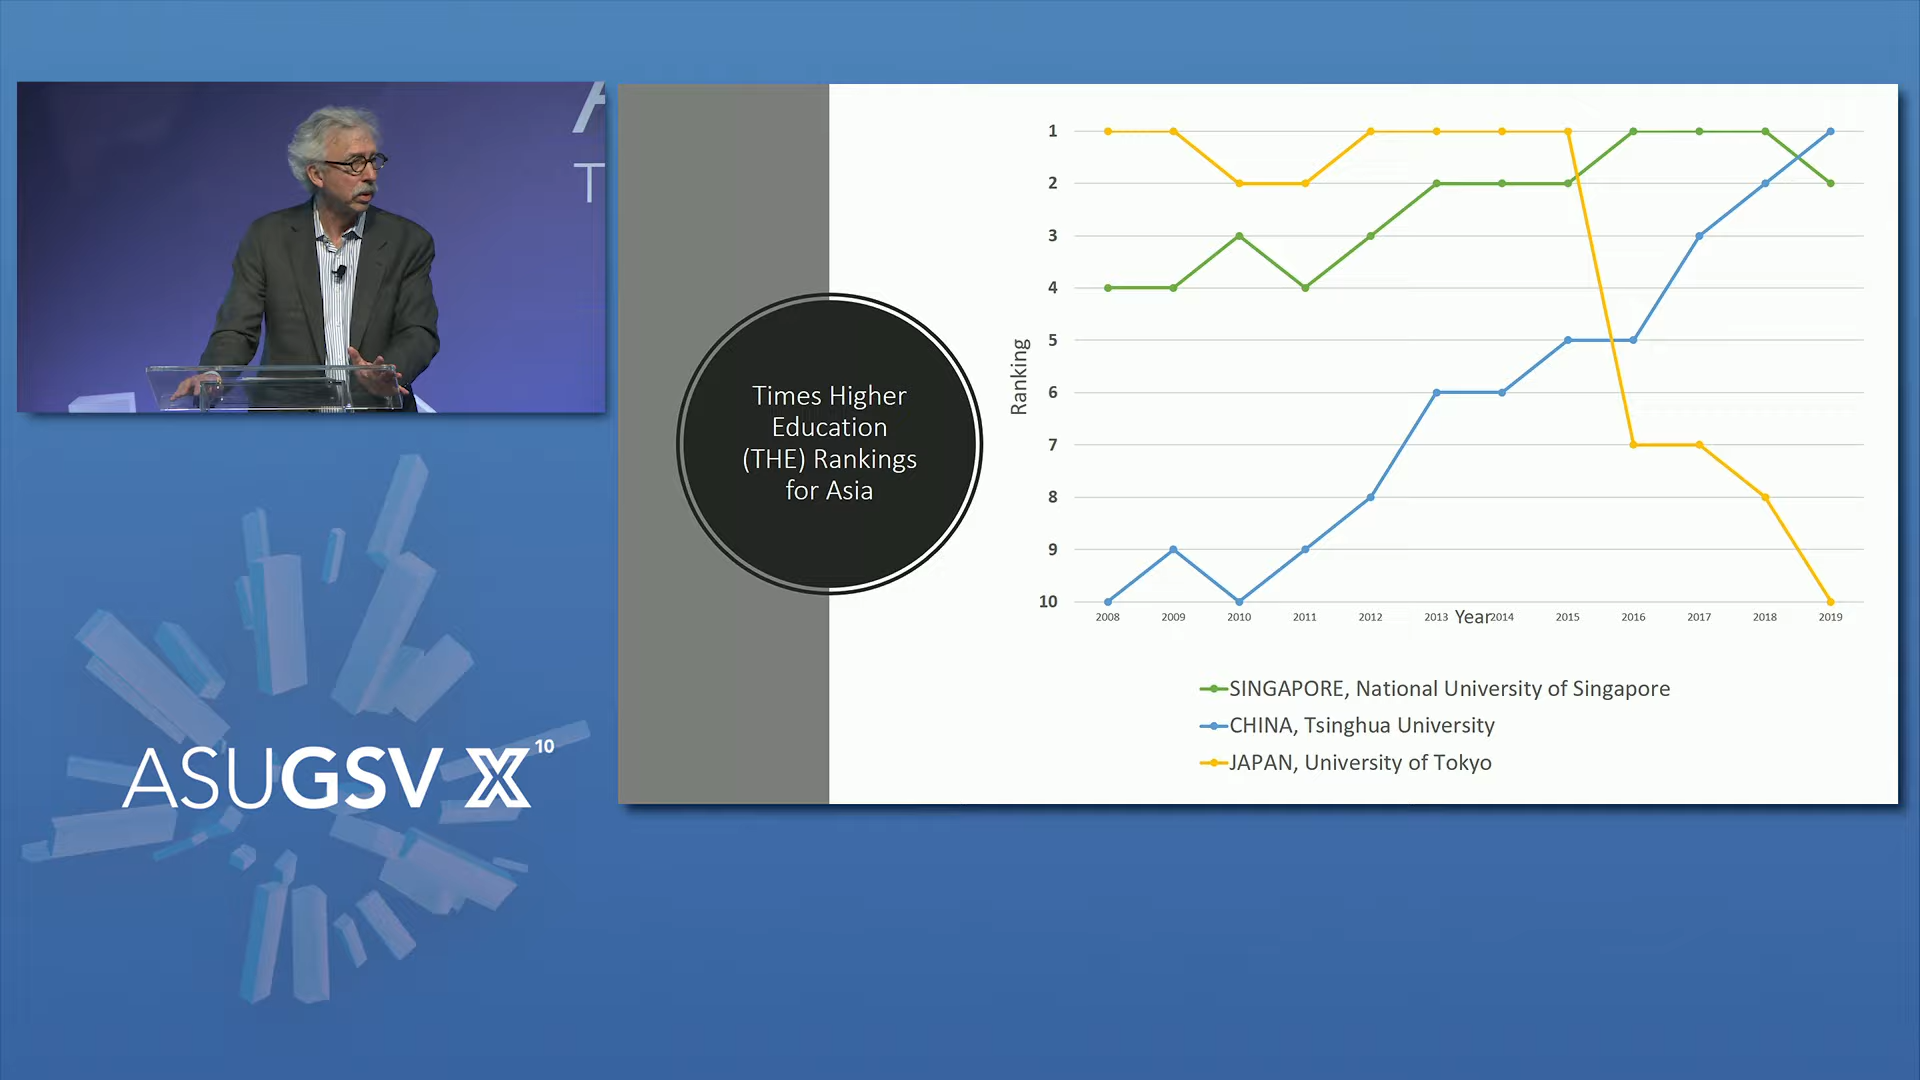 A
T
Times Higher
Education
(THE) Rankings
for Asia
Ranking
1
2
3
4
5
6
7
8
9
10
2008 2009 2010 2011 2012 2013 2014 2015 2016 2017 2018 2019
Year
SINGAPORE, National University of Singapore
CHINA, Tsinghua University
JAPAN, University of Tokyo
ASUGSV X 10